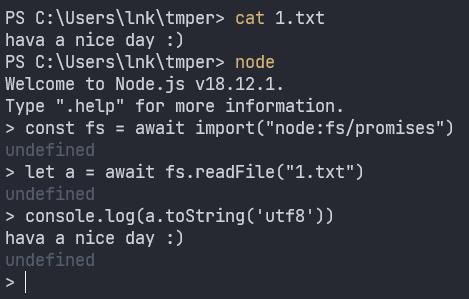 PS C:\Users\lnk\tmper> cat 1.txt
hava a nice day :)
PS C:\Users\lnk\tmper> node
Welcome to Node.js v18.12.1.
Type ".help" for more information.
> const fs = await import("node:fs/promises")
undefined
> let a = await fs.readFile("1.txt")
undefined
> console.log(a.toString('utf8'))
hava a nice day :)
undefined
>